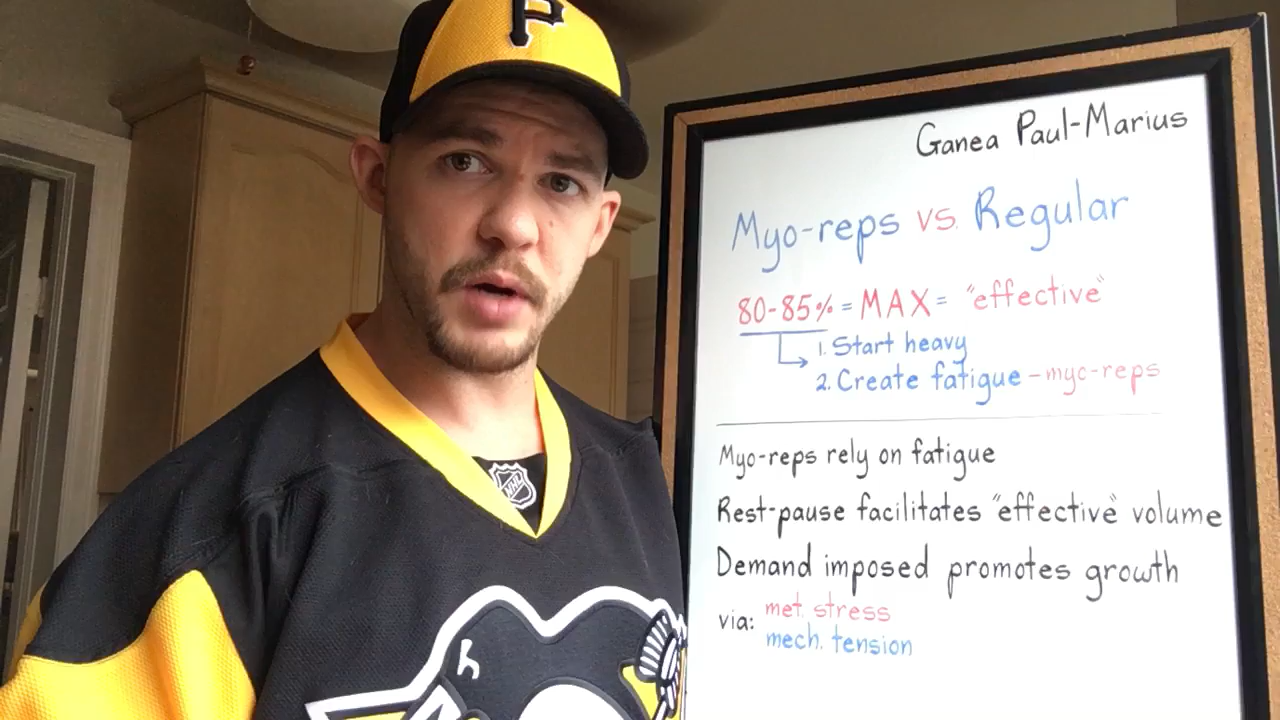 P
NHL
Ganea Paul-Marius
Myo-reps vs. Regular
80-85% = MAX = "effective"
1. Start heavy
2. Create fatigue - myo-reps
Myo-reps rely on fatigue
Rest-pause facilitates "effective" volume
Demand imposed promotes growth
via: met. stress
mech. tension